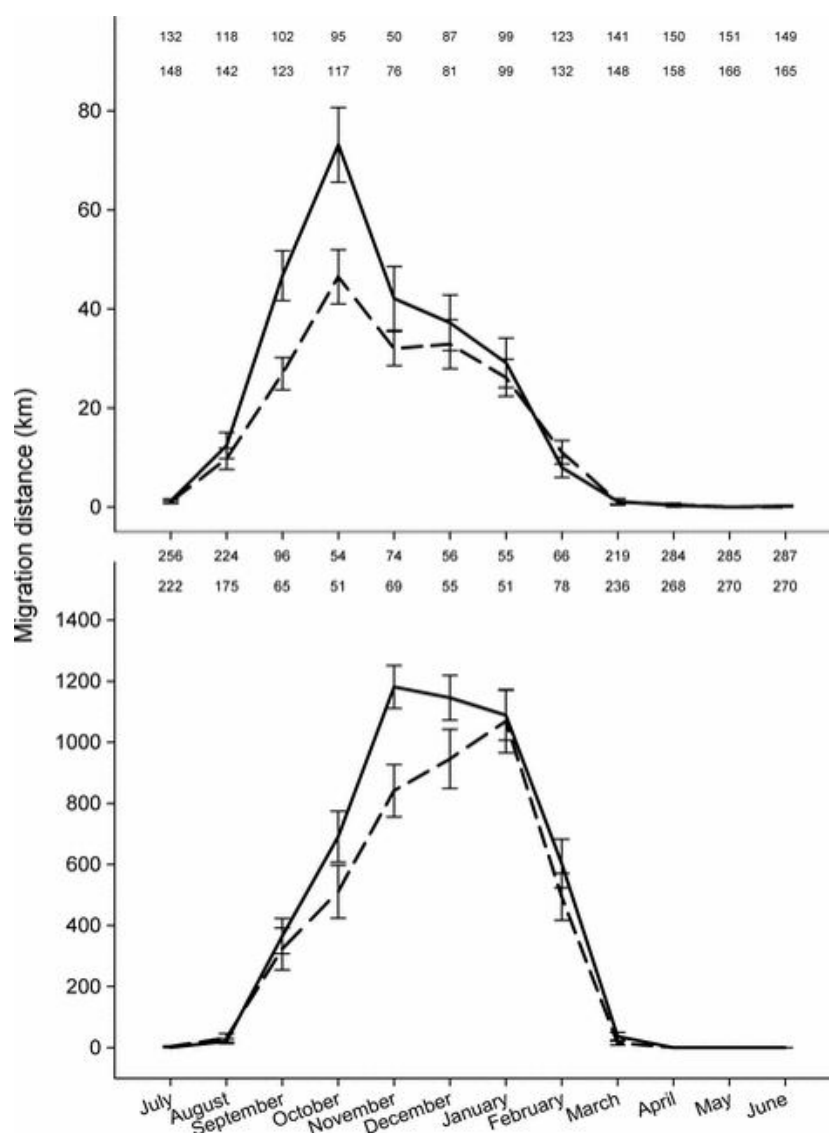 132 118 102 95 50 87 99 123 141 150 151 149
148 142 123 117 76 81 99 132 148 158 166 165
80
60
40
20
0
Migration distance (km)
256 224 96 54 74 56 55 66 219 284 285 287
222 175 65 51 69 55 51 78 236 268 270 270
1400
1200
1000
800
600
400
200
0
July August September October November December January February March April May June